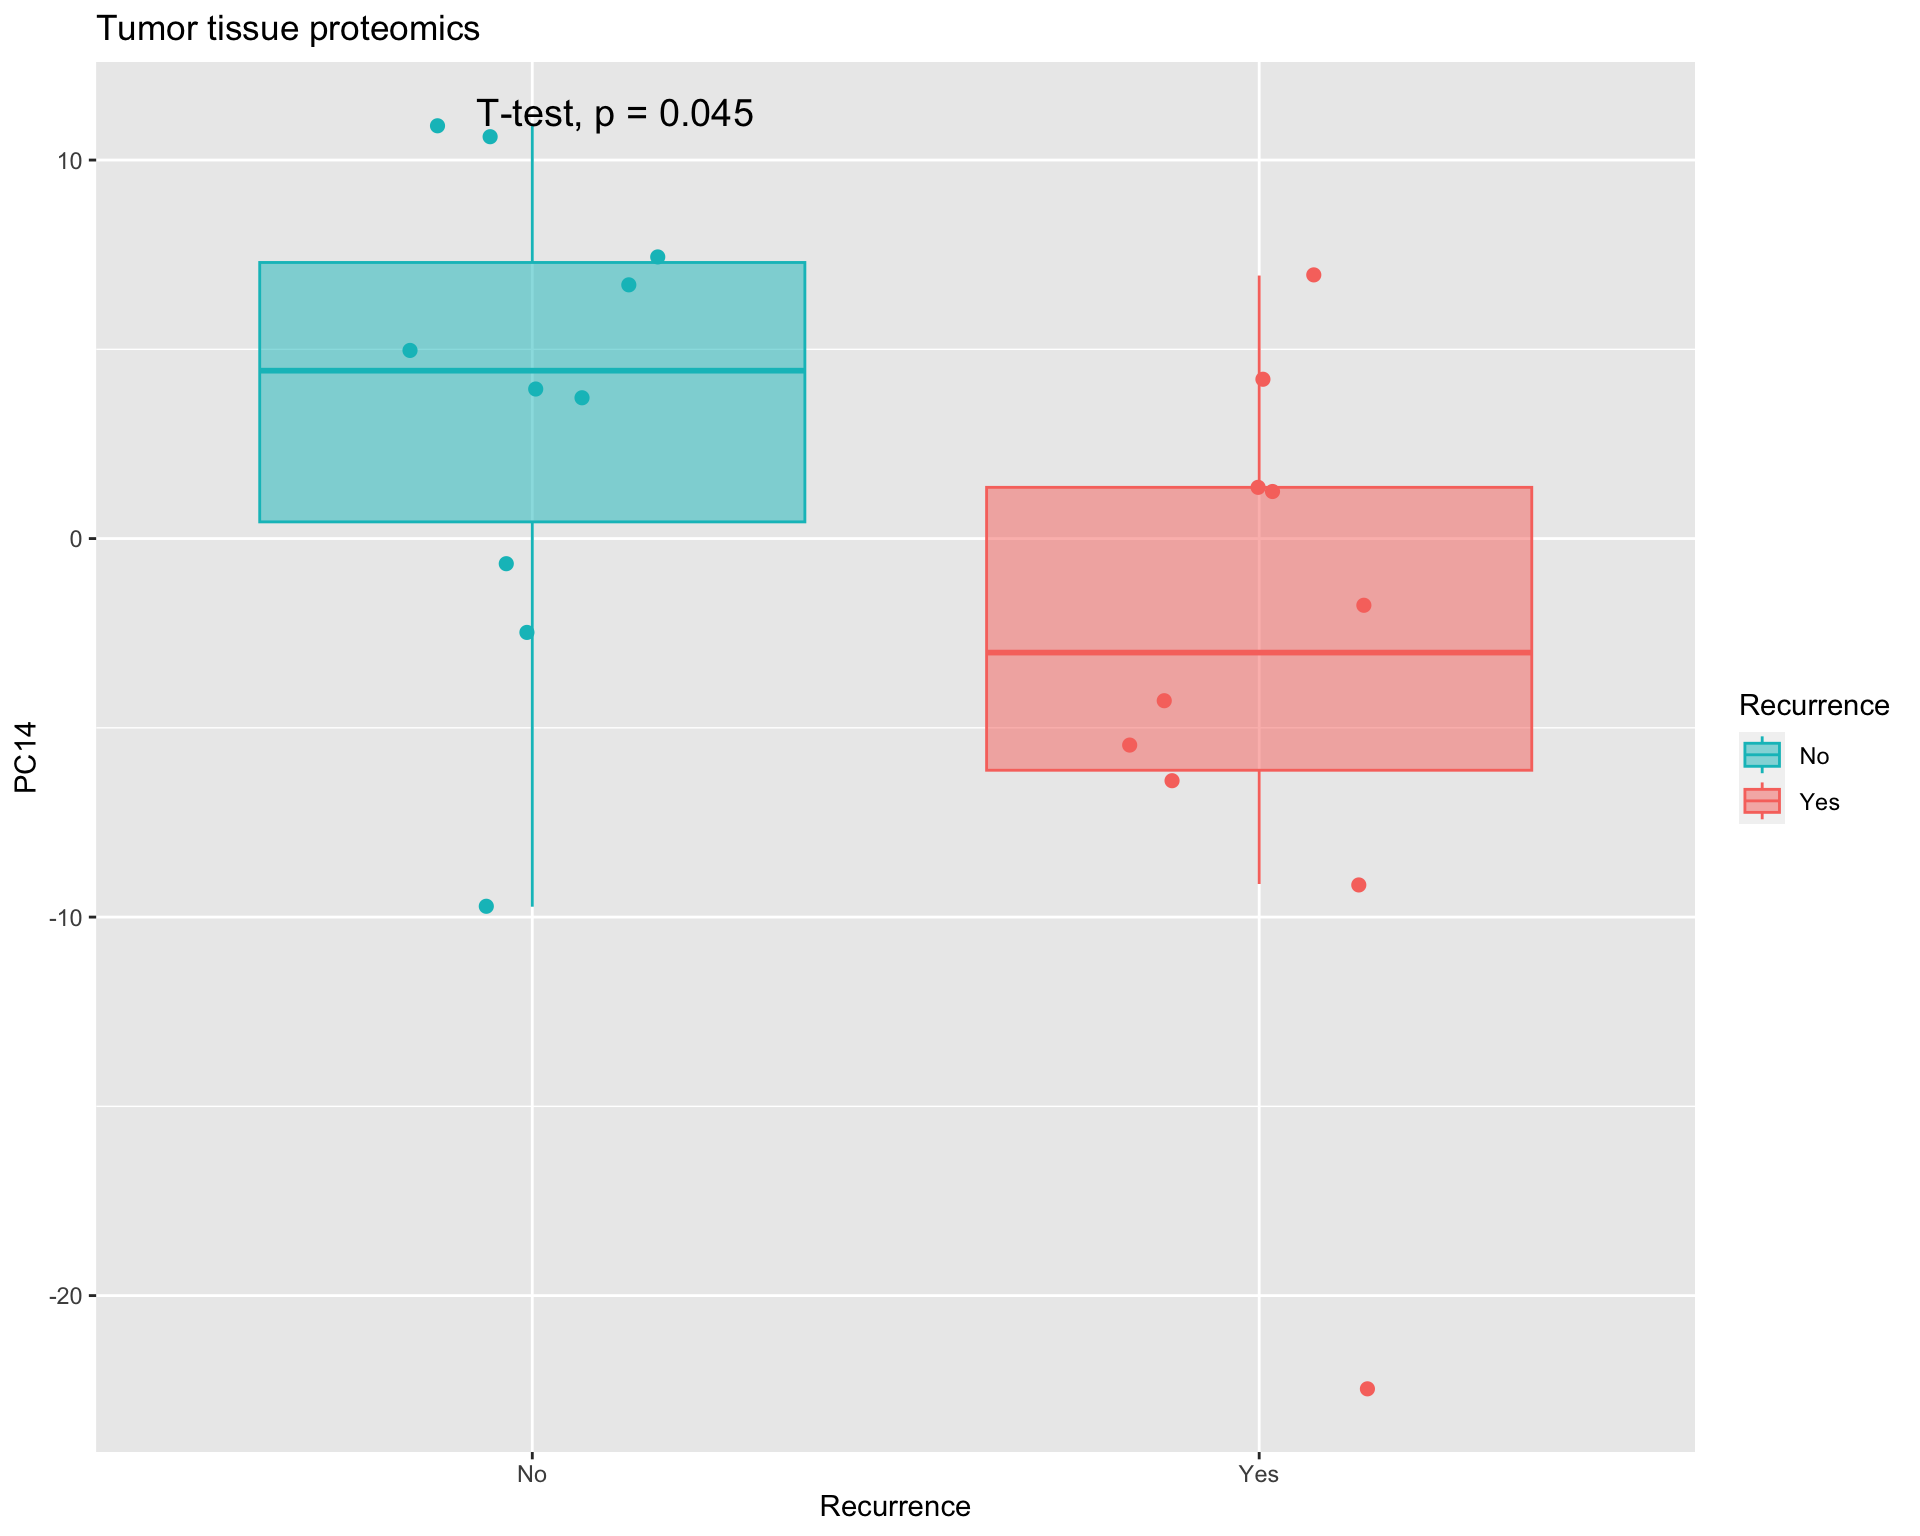 Tumor tissue proteomics
T-test, p = 0.045
10
0
-10
-20
PC14
No
Yes
Recurrence
Recurrence
No
Yes